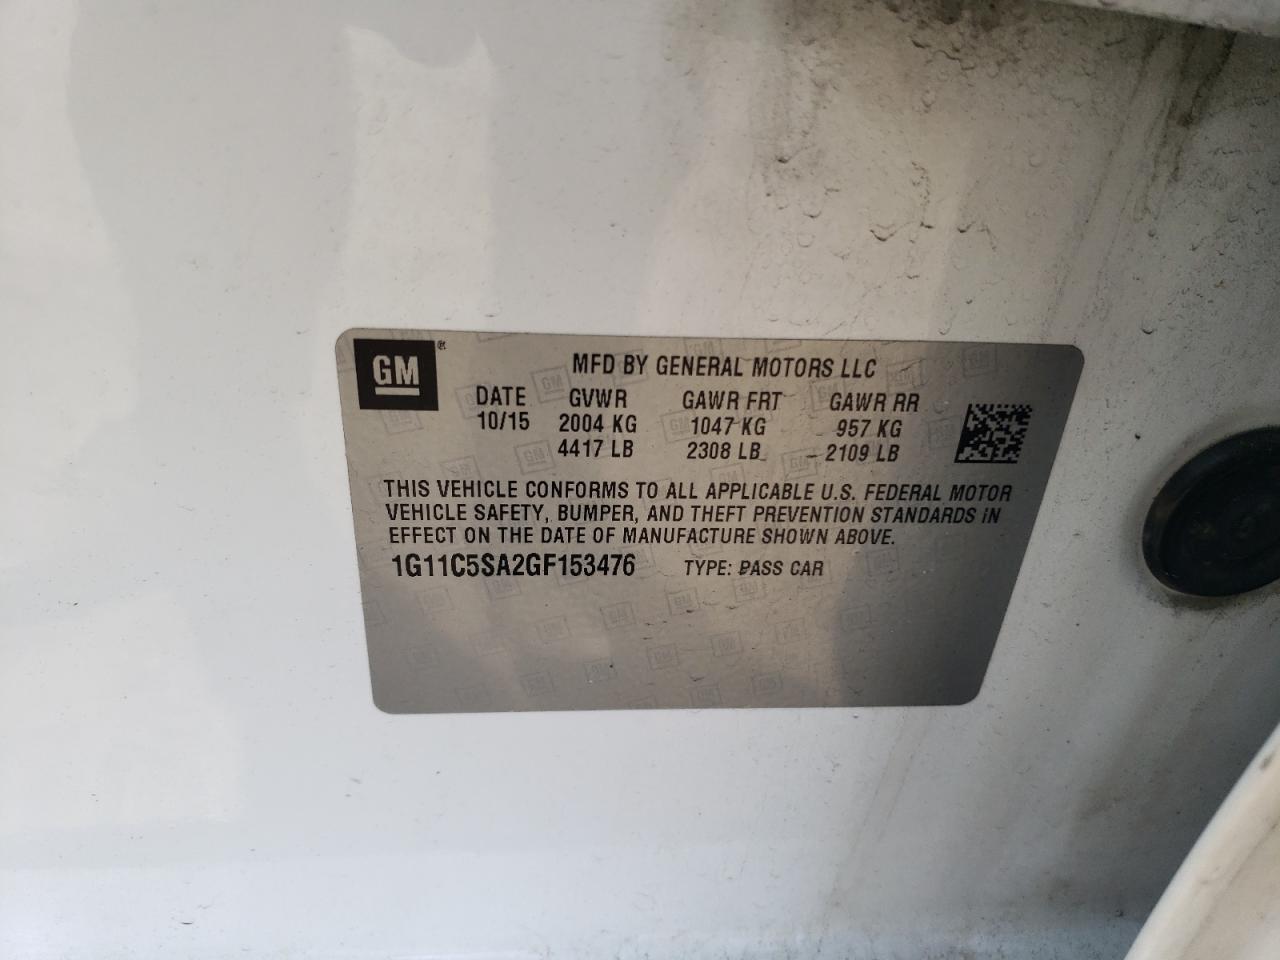 GM® MFD BY GENERAL MOTORS LLC
DATE GVWR GAWR FRT GAWR RR
10/15 2004 KG 1047 KG 957 KG
4417 LB 2308 LB 2109 LB
THIS VEHICLE CONFORMS TO ALL APPLICABLE U.S. FEDERAL MOTOR
VEHICLE SAFETY, BUMPER, AND THEFT PREVENTION STANDARDS IN
EFFECT ON THE DATE OF MANUFACTURE SHOWN ABOVE.
1G11C5SA2GF153476 TYPE: PASS CAR